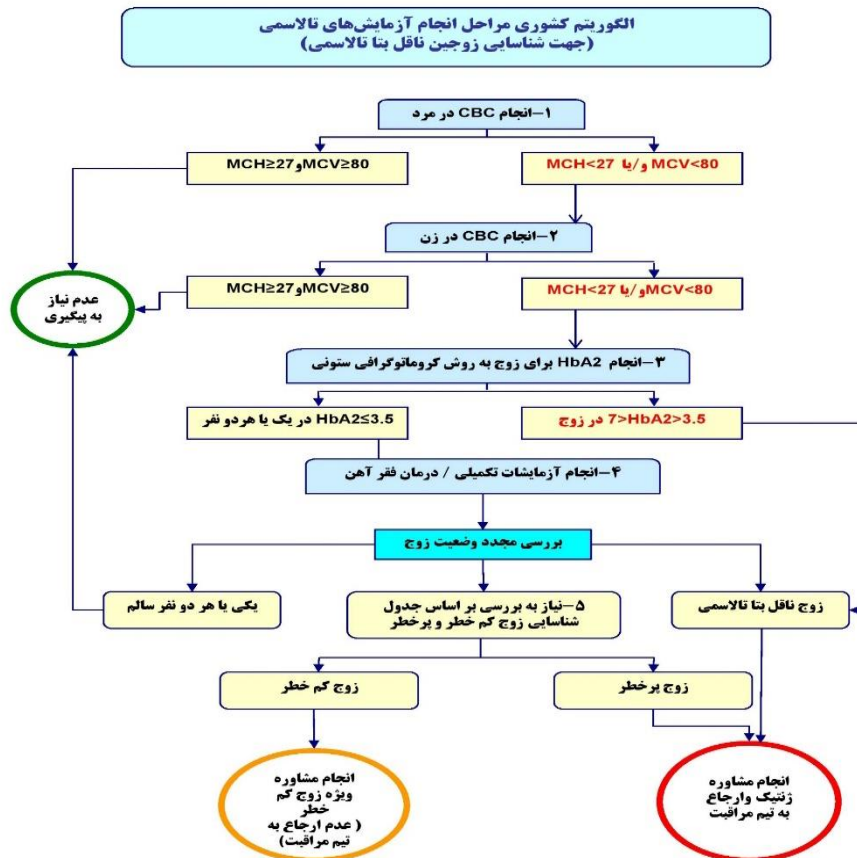 الگوریتم کشوری مراحل انجام آزمایش‌های تالاسمی
(جهت شناسایی زوجین ناقل بتا تالاسمی)
۱-انجام CBC در مرد
MCH≥27وMCV≥80
MCH<27 و/یا MCV<80
۲-انجام CBC در زن
عدم نیاز
به پیگیری
MCH≥27وMCV≥80
MCH<27 و/یاMCV<80
۳-انجام HbA2 برای زوج به روش کروماتوگرافی ستونی
HbA2≤3.5 در یک یا هردو نفر
7>HbA2>3.5 در زوج
۴-انجام آزمایشات تکمیلی / درمان فقر آهن
بررسی مجدد وضعیت زوج
یکی یا هر دو نفر سالم
۵-نیاز به بررسی بر اساس جدول
شناسایی زوج کم خطر و پرخطر
زوج ناقل بتا تالاسمی
زوج کم خطر
زوج پرخطر
انجام مشاوره
ویژه زوج کم
خطر
( عدم ارجاع به
تیم مراقبت)
انجام مشاوره
ژنتیک وارجاع
به تیم مراقبت